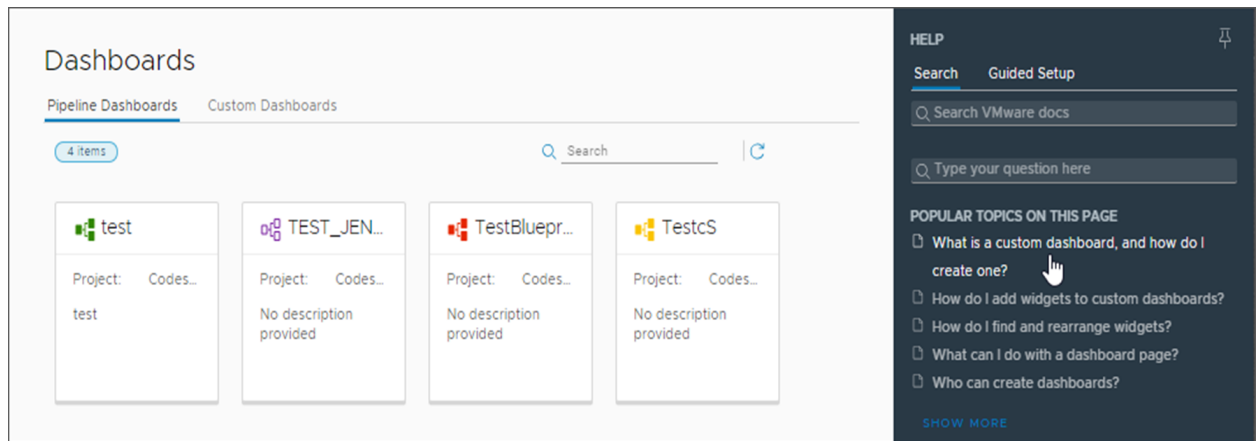 Dashboards
Pipeline Dashboards Custom Dashboards
4 items
Search
test
Project: Codes...
test
TEST_JEN...
Project: Codes...
No description
provided
TestBluepr...
Project: Codes...
No description
provided
TestcS
Project: Codes...
No description
provided
HELP
Search Guided Setup
Search VMware docs
Type your question here
POPULAR TOPICS ON THIS PAGE
What is a custom dashboard, and how do I
create one?
How do I add widgets to custom dashboards?
How do I find and rearrange widgets?
What can I do with a dashboard page?
Who can create dashboards?
SHOW MORE